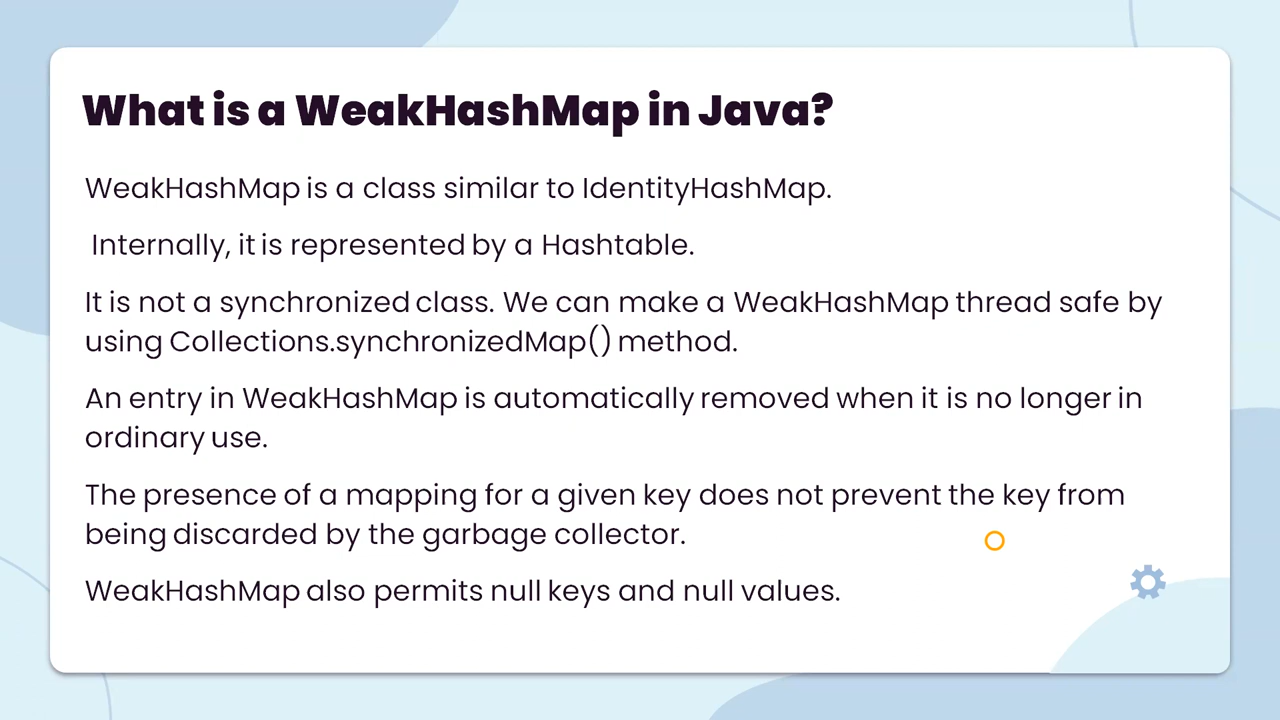 What is a WeakHashMap in Java?
WeakHashMap is a class similar to IdentityHashMap.
Internally, it is represented by a Hashtable.
It is not a synchronized class. We can make a WeakHashMap thread safe by
using Collections.synchronizedMap() method.
An entry in WeakHashMap is automatically removed when it is no longer in
ordinary use.
The presence of a mapping for a given key does not prevent the key from
being discarded by the garbage collector.
WeakHashMap also permits null keys and null values.